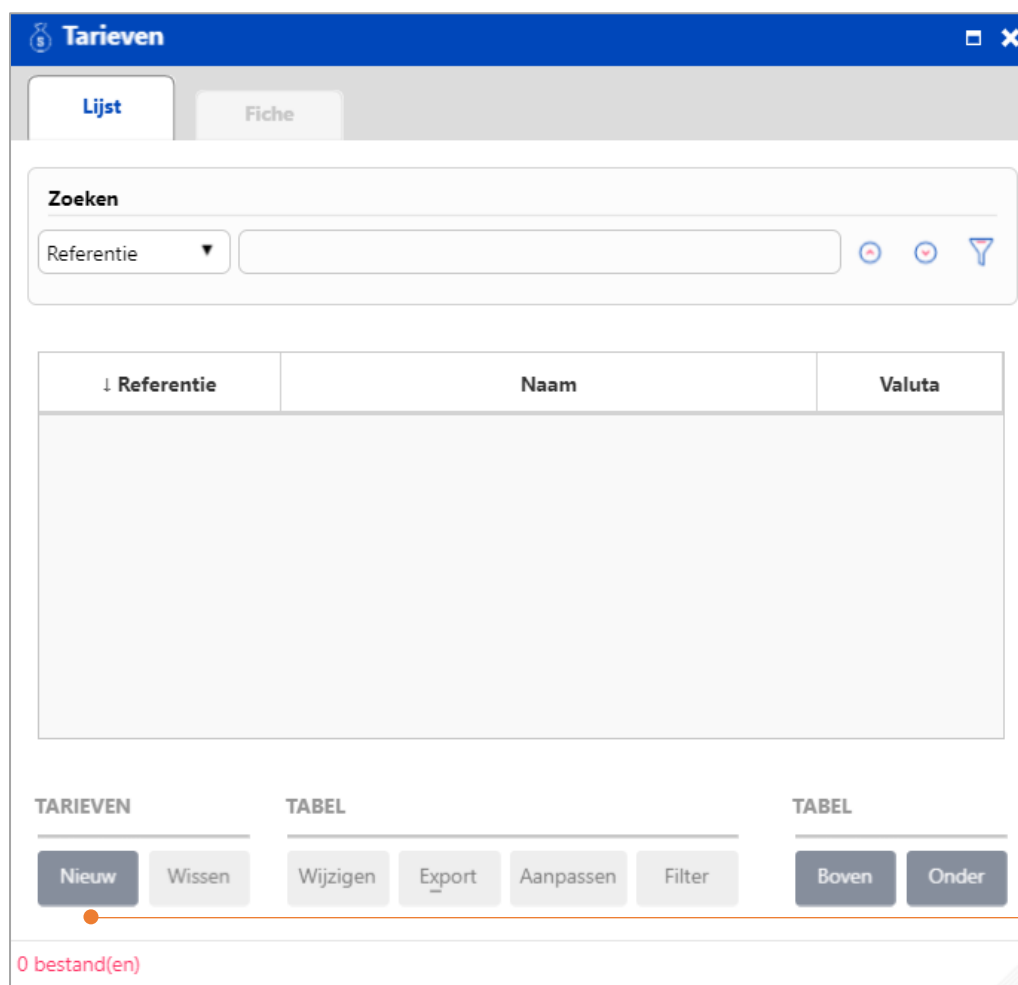 Tarieven
Lijst Fiche
Zoeken
Referentie
↓ Referentie Naam Valuta
TARIEVEN TABEL TABEL
Nieuw Wissen Wijzigen Export Aanpassen Filter Boven Onder
0 bestand(en)